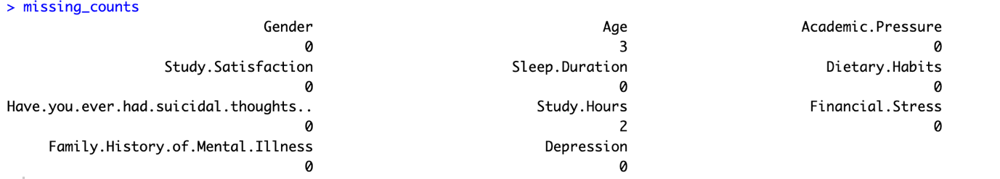 > missing_counts
Gender Age Academic.Pressure
0 3 0
Study.Satisfaction Sleep.Duration Dietary.Habits
0 0 0
Have.you.ever.had.suicidal.thoughts.. Study.Hours Financial.Stress
0 2 0
Family.History.of.Mental.Illness Depression
0 0